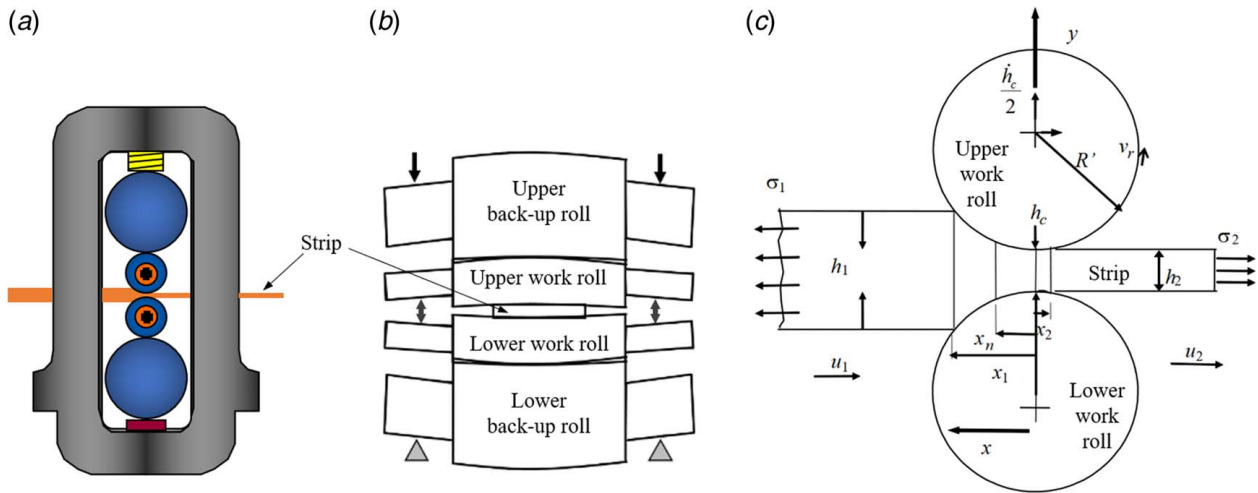 (a)
(b)
(c)
Strip
Upper
back-up roll
Upper work roll
Lower work roll
Lower
back-up roll
y
ḣc
2
Upper
work
roll
R’
vr
σ1
hc
σ2
h1
Strip
h2
x2
xn
x1
u1
u2
x
Lower
work
roll